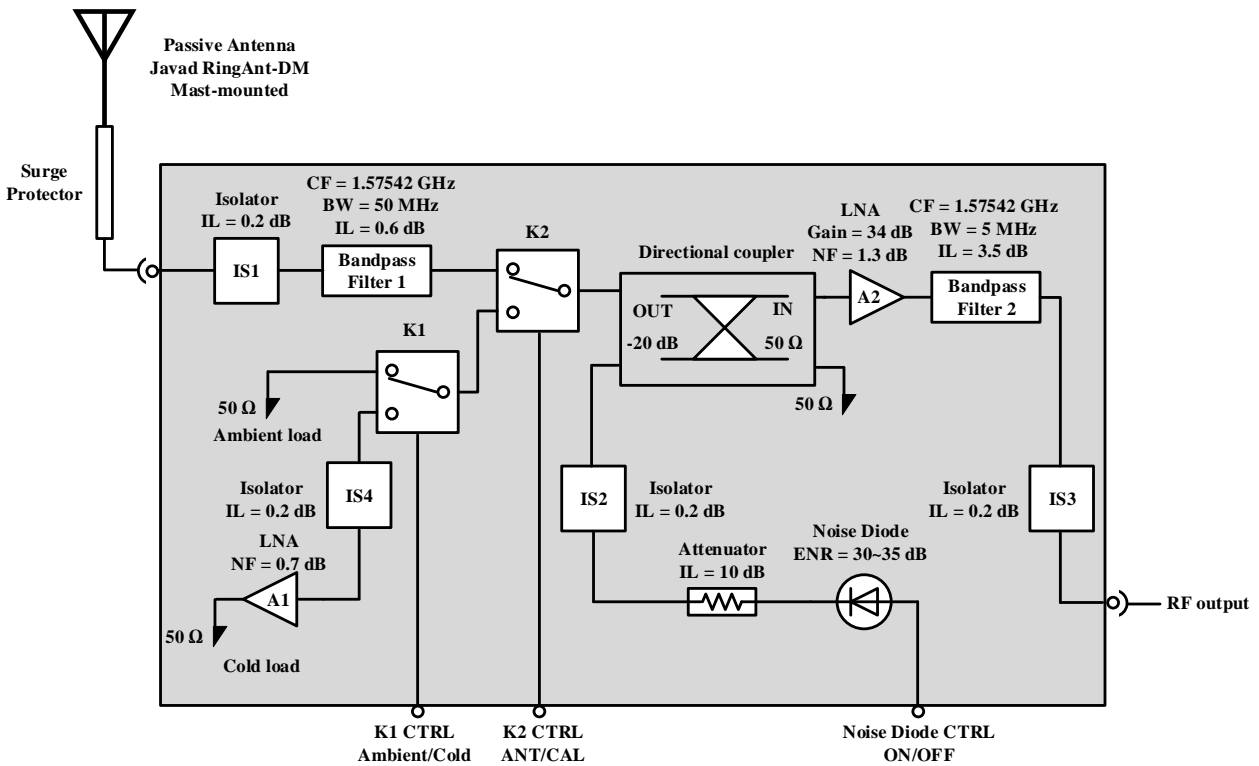 Passive Antenna
Javad RingAnt-DM
Mast-mounted
Surge
Protector
Isolator
IL = 0.2 dB
IS1
CF = 1.57542 GHz
BW = 50 MHz
IL = 0.6 dB
Bandpass
Filter 1
K2
Directional coupler
OUT
IN
-20 dB
50 Ω
50 Ω
LNA
Gain = 34 dB
NF = 1.3 dB
A2
CF = 1.57542 GHz
BW = 5 MHz
IL = 3.5 dB
Bandpass
Filter 2
K1
50 Ω
Ambient load
Isolator
IL = 0.2 dB
IS4
LNA
NF = 0.7 dB
A1
50 Ω
Cold load
IS2
Isolator
IL = 0.2 dB
Attenuator
IL = 10 dB
Noise Diode
ENR = 30~35 dB
Isolator
IL = 0.2 dB
IS3
RF output
K1 CTRL
Ambient/Cold
K2 CTRL
ANT/CAL
Noise Diode CTRL
ON/OFF